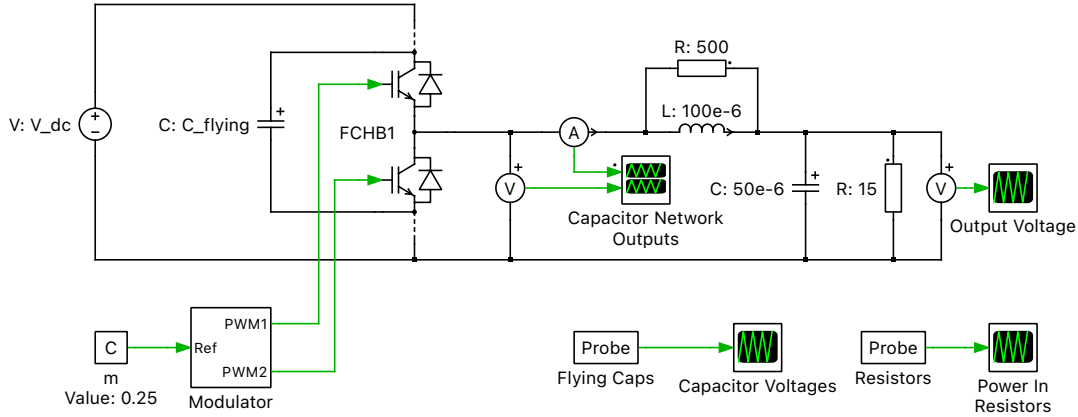 R: 500
L: 100e-6
V: V_dc
+
−
C: C_flying
+
FCHB1
A
+
V
Capacitor Network
Outputs
C: 50e-6
+
R: 15
+
V
Output Voltage
C
m
Value: 0.25
PWM1
Ref
PWM2
Modulator
Probe
Flying Caps
Capacitor Voltages
Probe
Resistors
Power In
Resistors